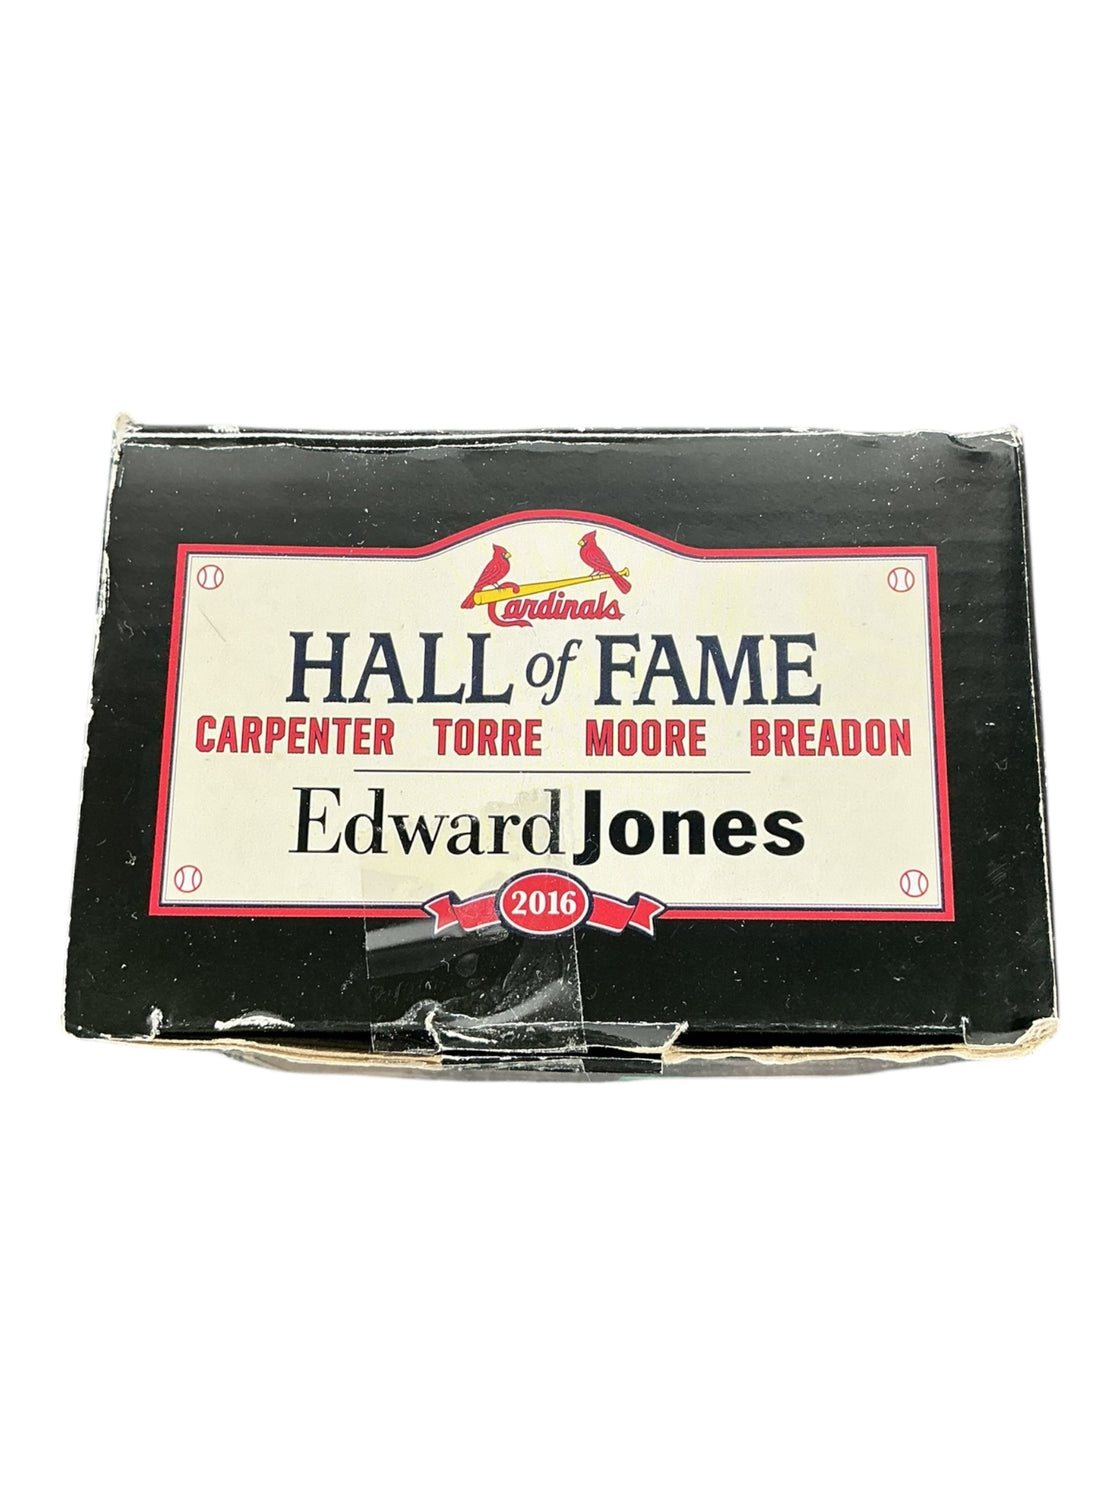 Cardinals
HALL of FAME
CARPENTER TORRE MOORE BREADON
Edward Jones
2016